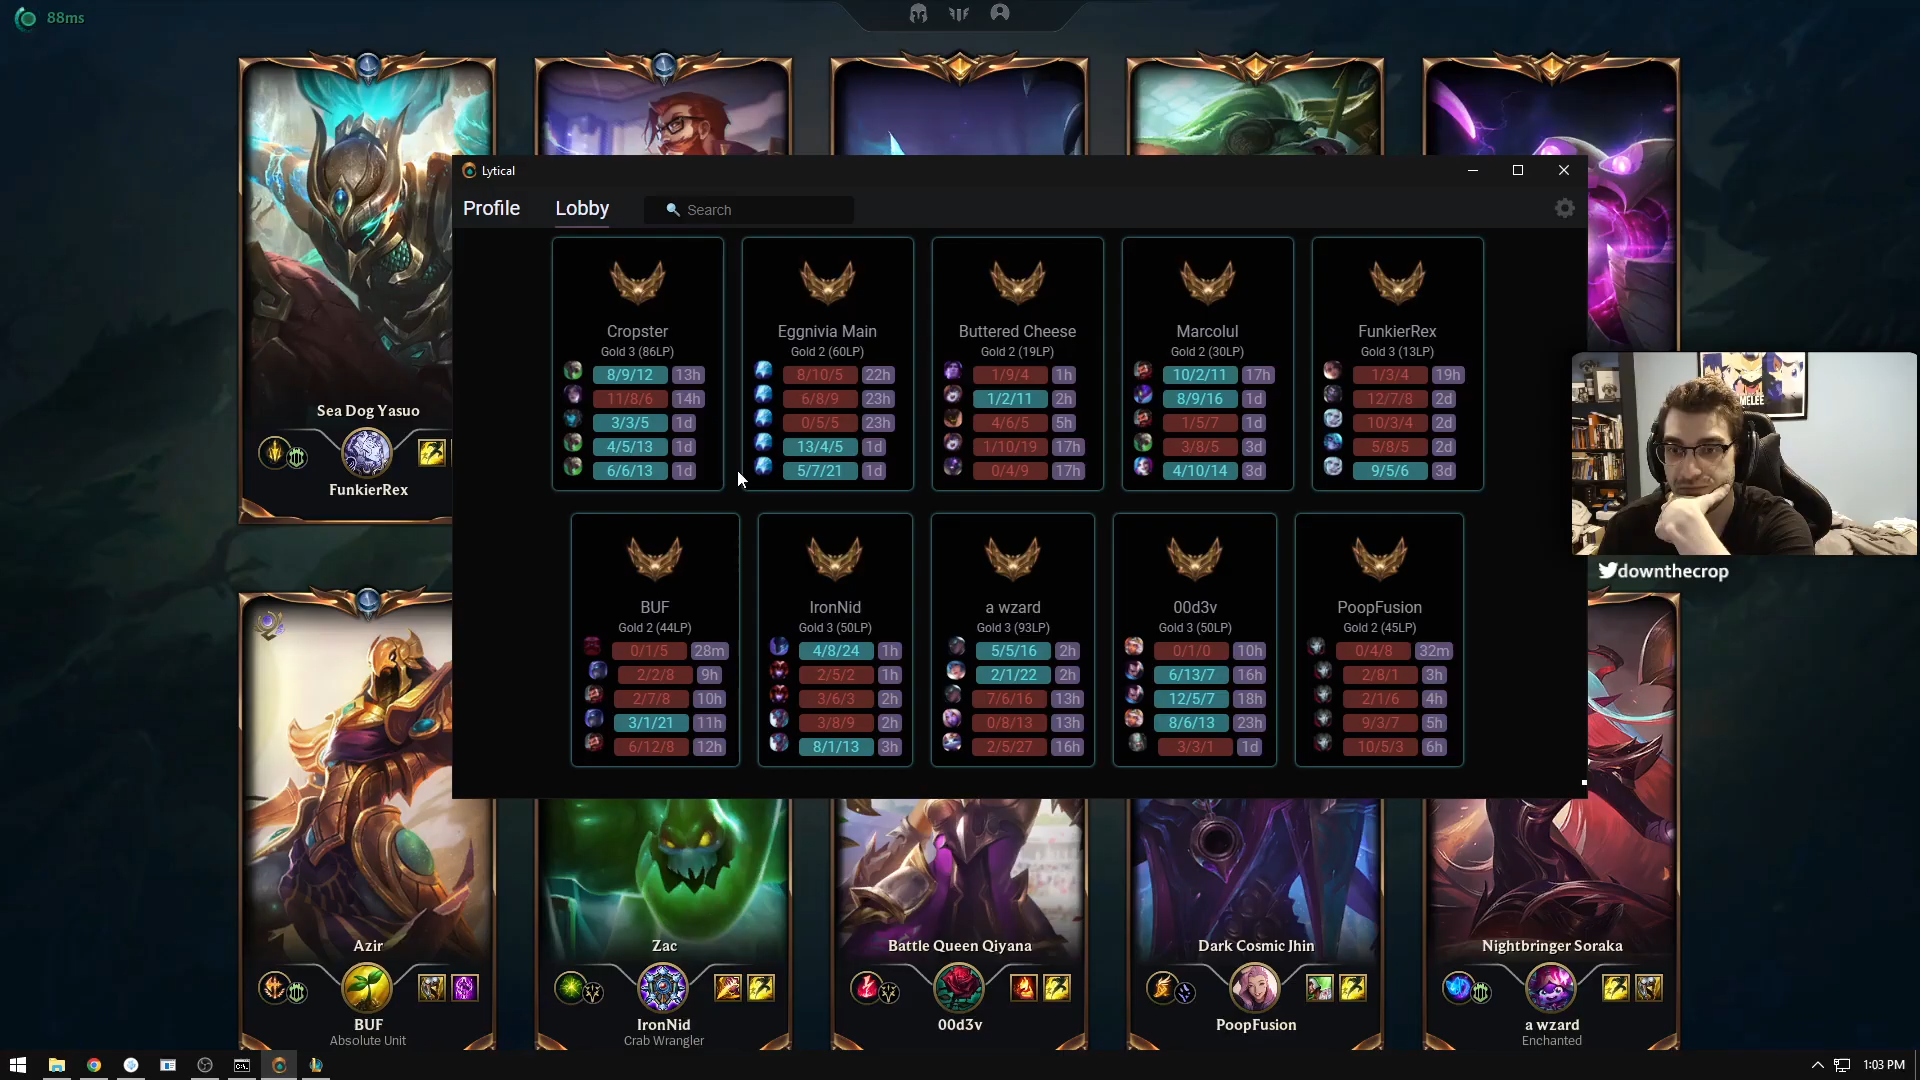 88ms
Lytical
Profile
Lobby
Search
Cropster
Gold 3 (86LP)
8/9/12 13h
11/8/6 14h
3/3/5 1d
4/5/13 1d
6/6/13 1d
Eggnivia Main
Gold 2 (60LP)
8/10/5 22h
6/8/9 23h
0/5/5 23h
13/4/5 1d
5/7/21 1d
Buttered Cheese
Gold 2 (19LP)
1/9/4 1h
1/2/11 2h
4/6/5 5h
1/10/19 17h
0/4/9 17h
Marcolul
Gold 2 (30LP)
10/2/11 17h
8/9/16 1d
1/5/7 1d
3/8/5 3d
4/10/14 3d
FunkierRex
Gold 3 (13LP)
1/3/4 19h
12/7/8 2d
10/3/4 2d
5/8/5 2d
9/5/6 3d
Sea Dog Yasuo
FunkierRex
MELEE
downthecrop
BUF
Gold 2 (44LP)
0/1/5 28m
2/2/8 9h
2/7/8 10h
3/1/21 11h
6/12/8 12h
IronNid
Gold 3 (50LP)
4/8/24 1h
2/5/2 1h
3/6/3 2h
3/8/9 2h
8/1/13 3h
a wzard
Gold 3 (93LP)
5/5/16 2h
2/1/22 2h
7/6/16 13h
0/8/13 13h
2/5/27 16h
00d3v
Gold 3 (50LP)
0/1/0 10h
6/13/7 16h
12/5/7 18h
8/6/13 23h
3/3/1 1d
PoopFusion
Gold 2 (45LP)
0/4/8 32m
2/8/1 3h
2/1/6 4h
9/3/7 5h
10/5/3 6h
Azir
BUF
Absolute Unit
Zac
IronNid
Crab Wrangler
Battle Queen Qiyana
00d3v
Dark Cosmic Jhin
PoopFusion
Nightbringer Soraka
a wzard
Enchanted
1:03 PM